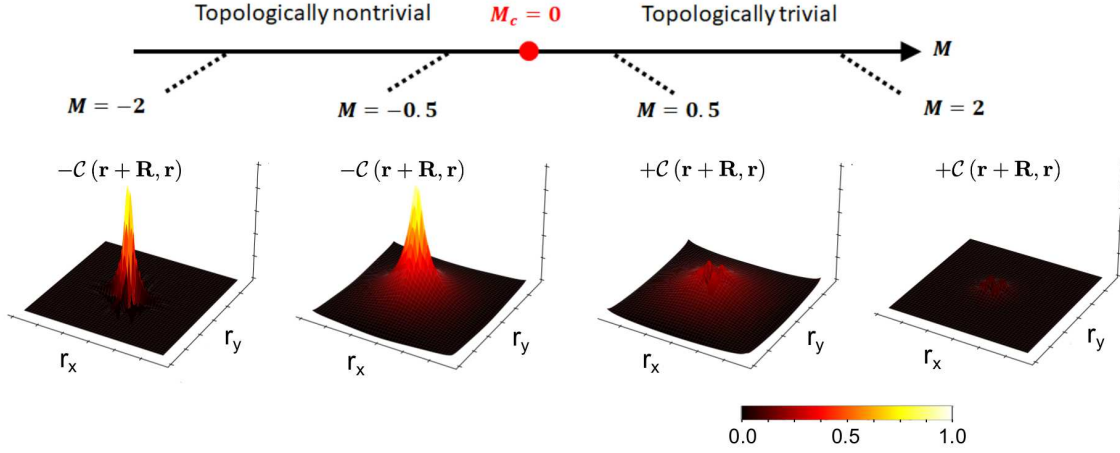 Topologically nontrivial
M_c = 0
Topologically trivial
M
M = −2
M = −0.5
M = 0.5
M = 2
−𝒞 (r + R, r)
−𝒞 (r + R, r)
+𝒞 (r + R, r)
+𝒞 (r + R, r)
r_x
r_y
r_x
r_y
r_x
r_y
r_x
r_y
0.0 0.5 1.0